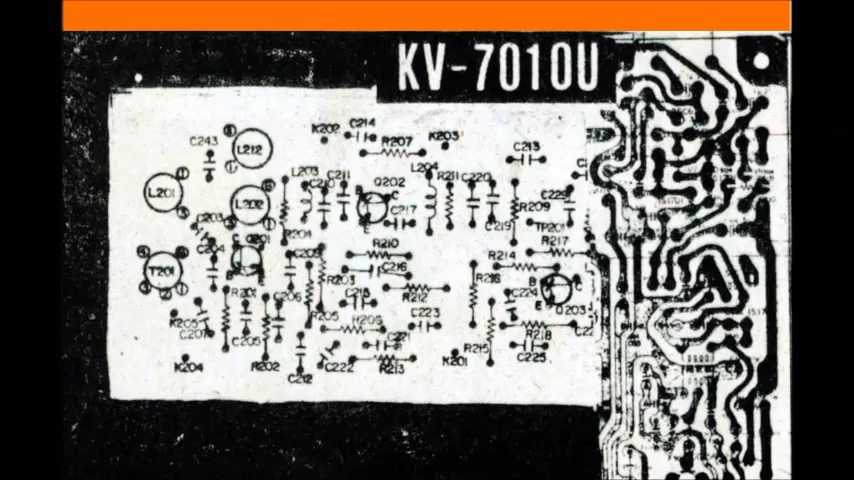 KV-7010U
C214
K202
K203
R207
C243
L212
C213
L203
L204
C211
C210
Q202
R211
C220
L201
L202
B
C
C225
R209
C203
C217
E
C219
TP201
R204
Q201
C
R217
R210
C204
C209
R214
T201
B
E
C216
R203
R216
B
C
R201
C206
C218
R212
C224
E
Q203
K205
R205
C207
C205
R206
C223
R218
C221
R215
C225
K204
R202
C212
C222
R213
K201